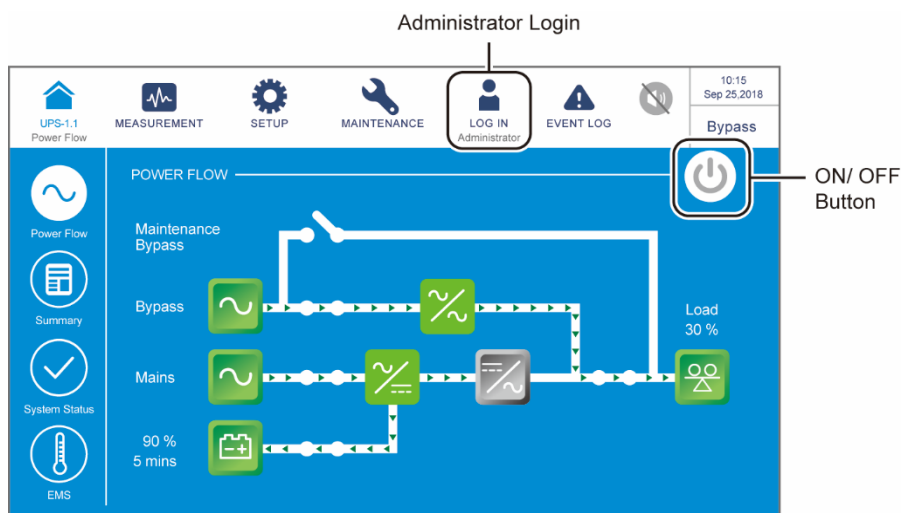 Administrator Login
10:15
Sep 25,2018
UPS-1.1
MEASUREMENT
SETUP
MAINTENANCE
LOG IN
EVENT LOG
Power Flow
Administrator
Bypass
POWER FLOW
ON/ OFF
Button
Power Flow
Maintenance
Bypass
Bypass
Load
30 %
Summary
Mains
System Status
90 %
5 mins
EMS